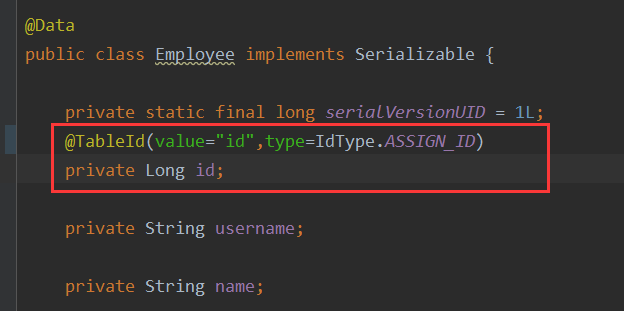 @Data
public class Employee implements Serializable {
private static final long serialVersionUID = 1L;
@TableId(value="id",type=IdType.ASSIGN_ID)
private Long id;
private String username;
private String name;